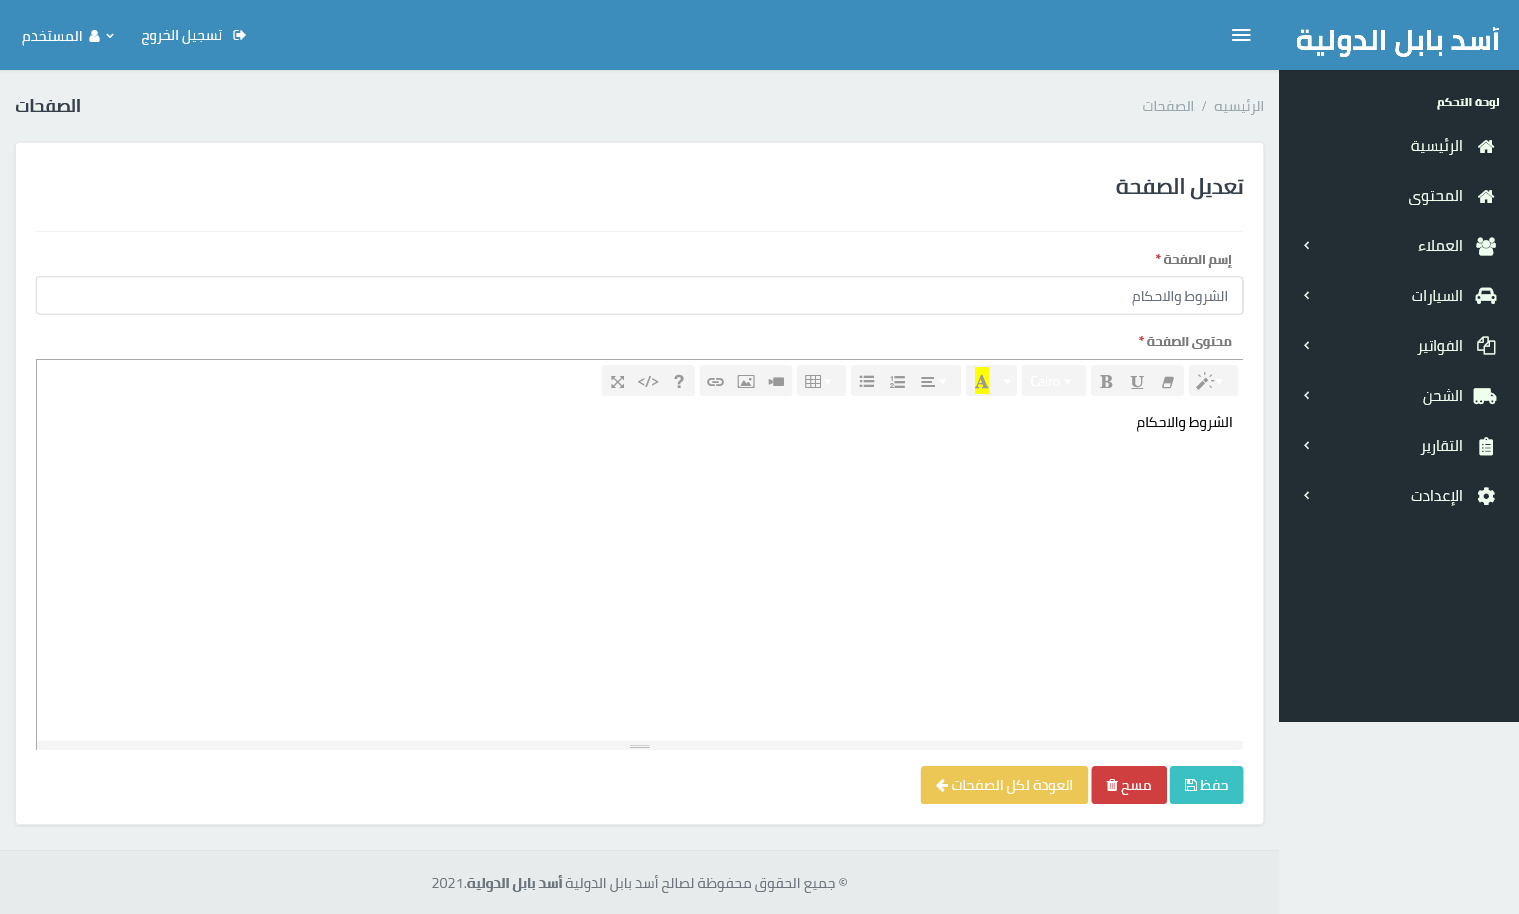 أسد بابل الدولية
تسجيل الخروج
المستخدم
لوحة التحكم
الرئيسية
المحتوى
العملاء
السيارات
الفواتير
الشحن
التقارير
الإعدادت
الرئيسيه / الصفحات
الصفحات
تعديل الصفحة
إسم الصفحة *
الشروط والاحكام
محتوى الصفحة *
B U Cairo A </> ?
الشروط والاحكام
حفظ
مسح
العودة لكل الصفحات
© جميع الحقوق محفوظة لصالح أسد بابل الدولية أسد بابل الدولية.2021